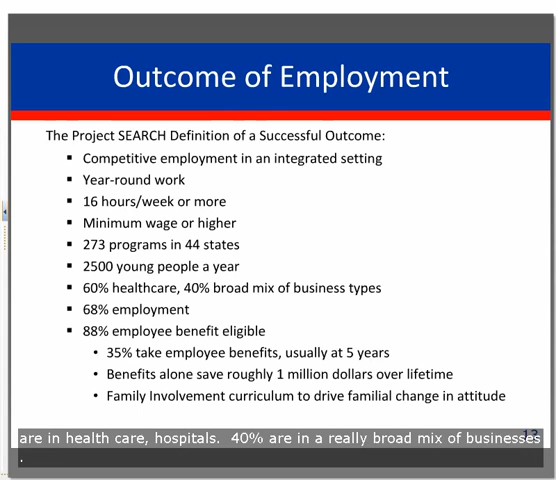 Outcome of Employment
The Project SEARCH Definition of a Successful Outcome:
▪ Competitive employment in an integrated setting
▪ Year-round work
▪ 16 hours/week or more
▪ Minimum wage or higher
▪ 273 programs in 44 states
▪ 2500 young people a year
▪ 60% healthcare, 40% broad mix of business types
▪ 68% employment
▪ 88% employee benefit eligible
• 35% take employee benefits, usually at 5 years
• Benefits alone save roughly 1 million dollars over lifetime
• Family Involvement curriculum to drive familial change in attitude
are in health care, hospitals. 40% are in a really broad mix of businesses
.